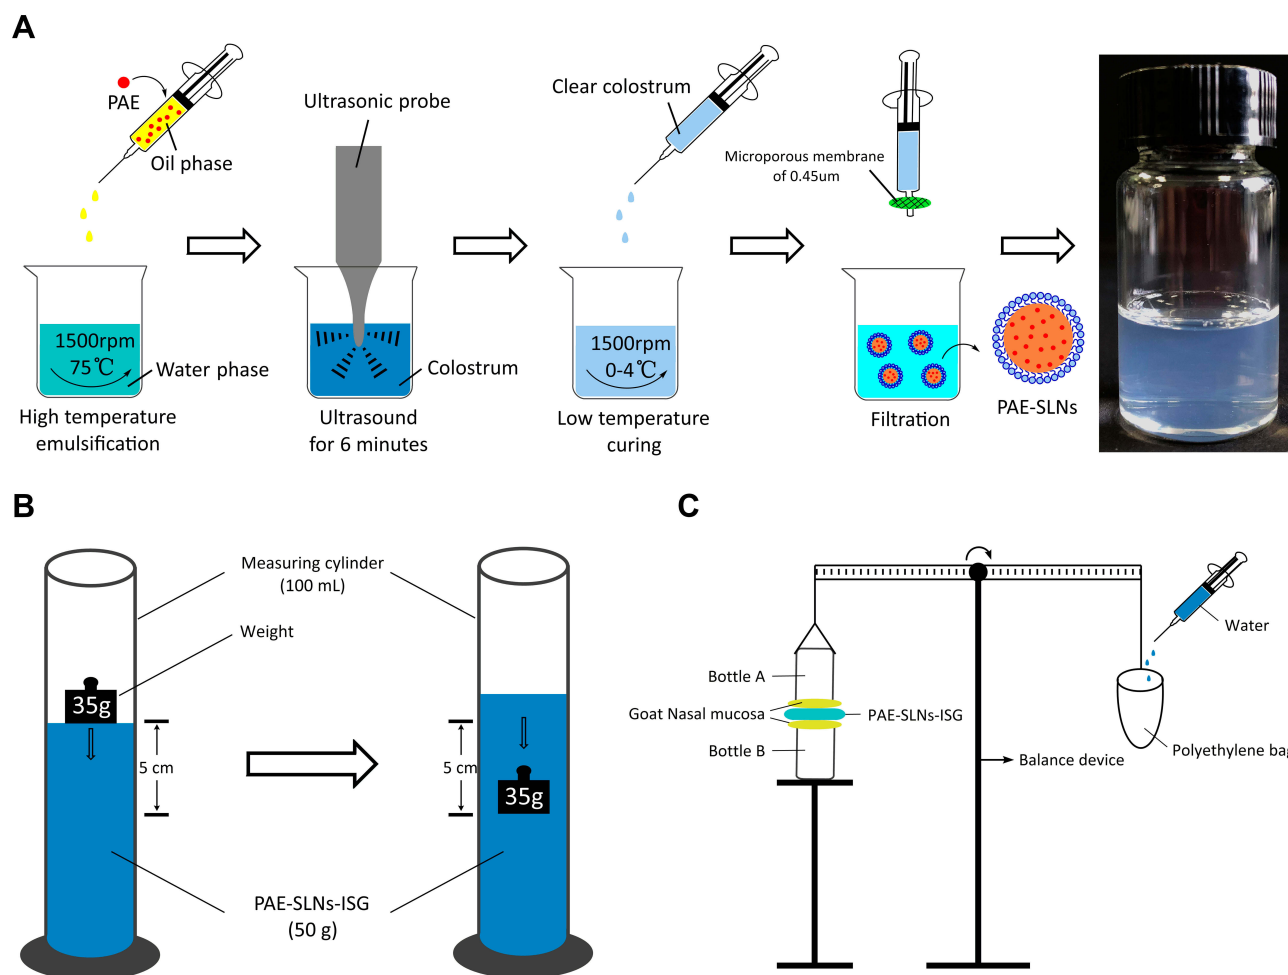 A
PAE
Oil phase
1500rpm
75℃
Water phase
High temperature
emulsification
Ultrasonic probe
Colostrum
Ultrasound
for 6 minutes
Clear colostrum
1500rpm
0-4℃
Low temperature
curing
Microporous membrane
of 0.45um
Filtration
PAE-SLNs
B
Measuring cylinder
(100 mL)
Weight
35g
5 cm
5 cm
35g
PAE-SLNs-ISG
(50 g)
C
Water
Bottle A
Goat Nasal mucosa
PAE-SLNs-ISG
Bottle B
Balance device
Polyethylene bag